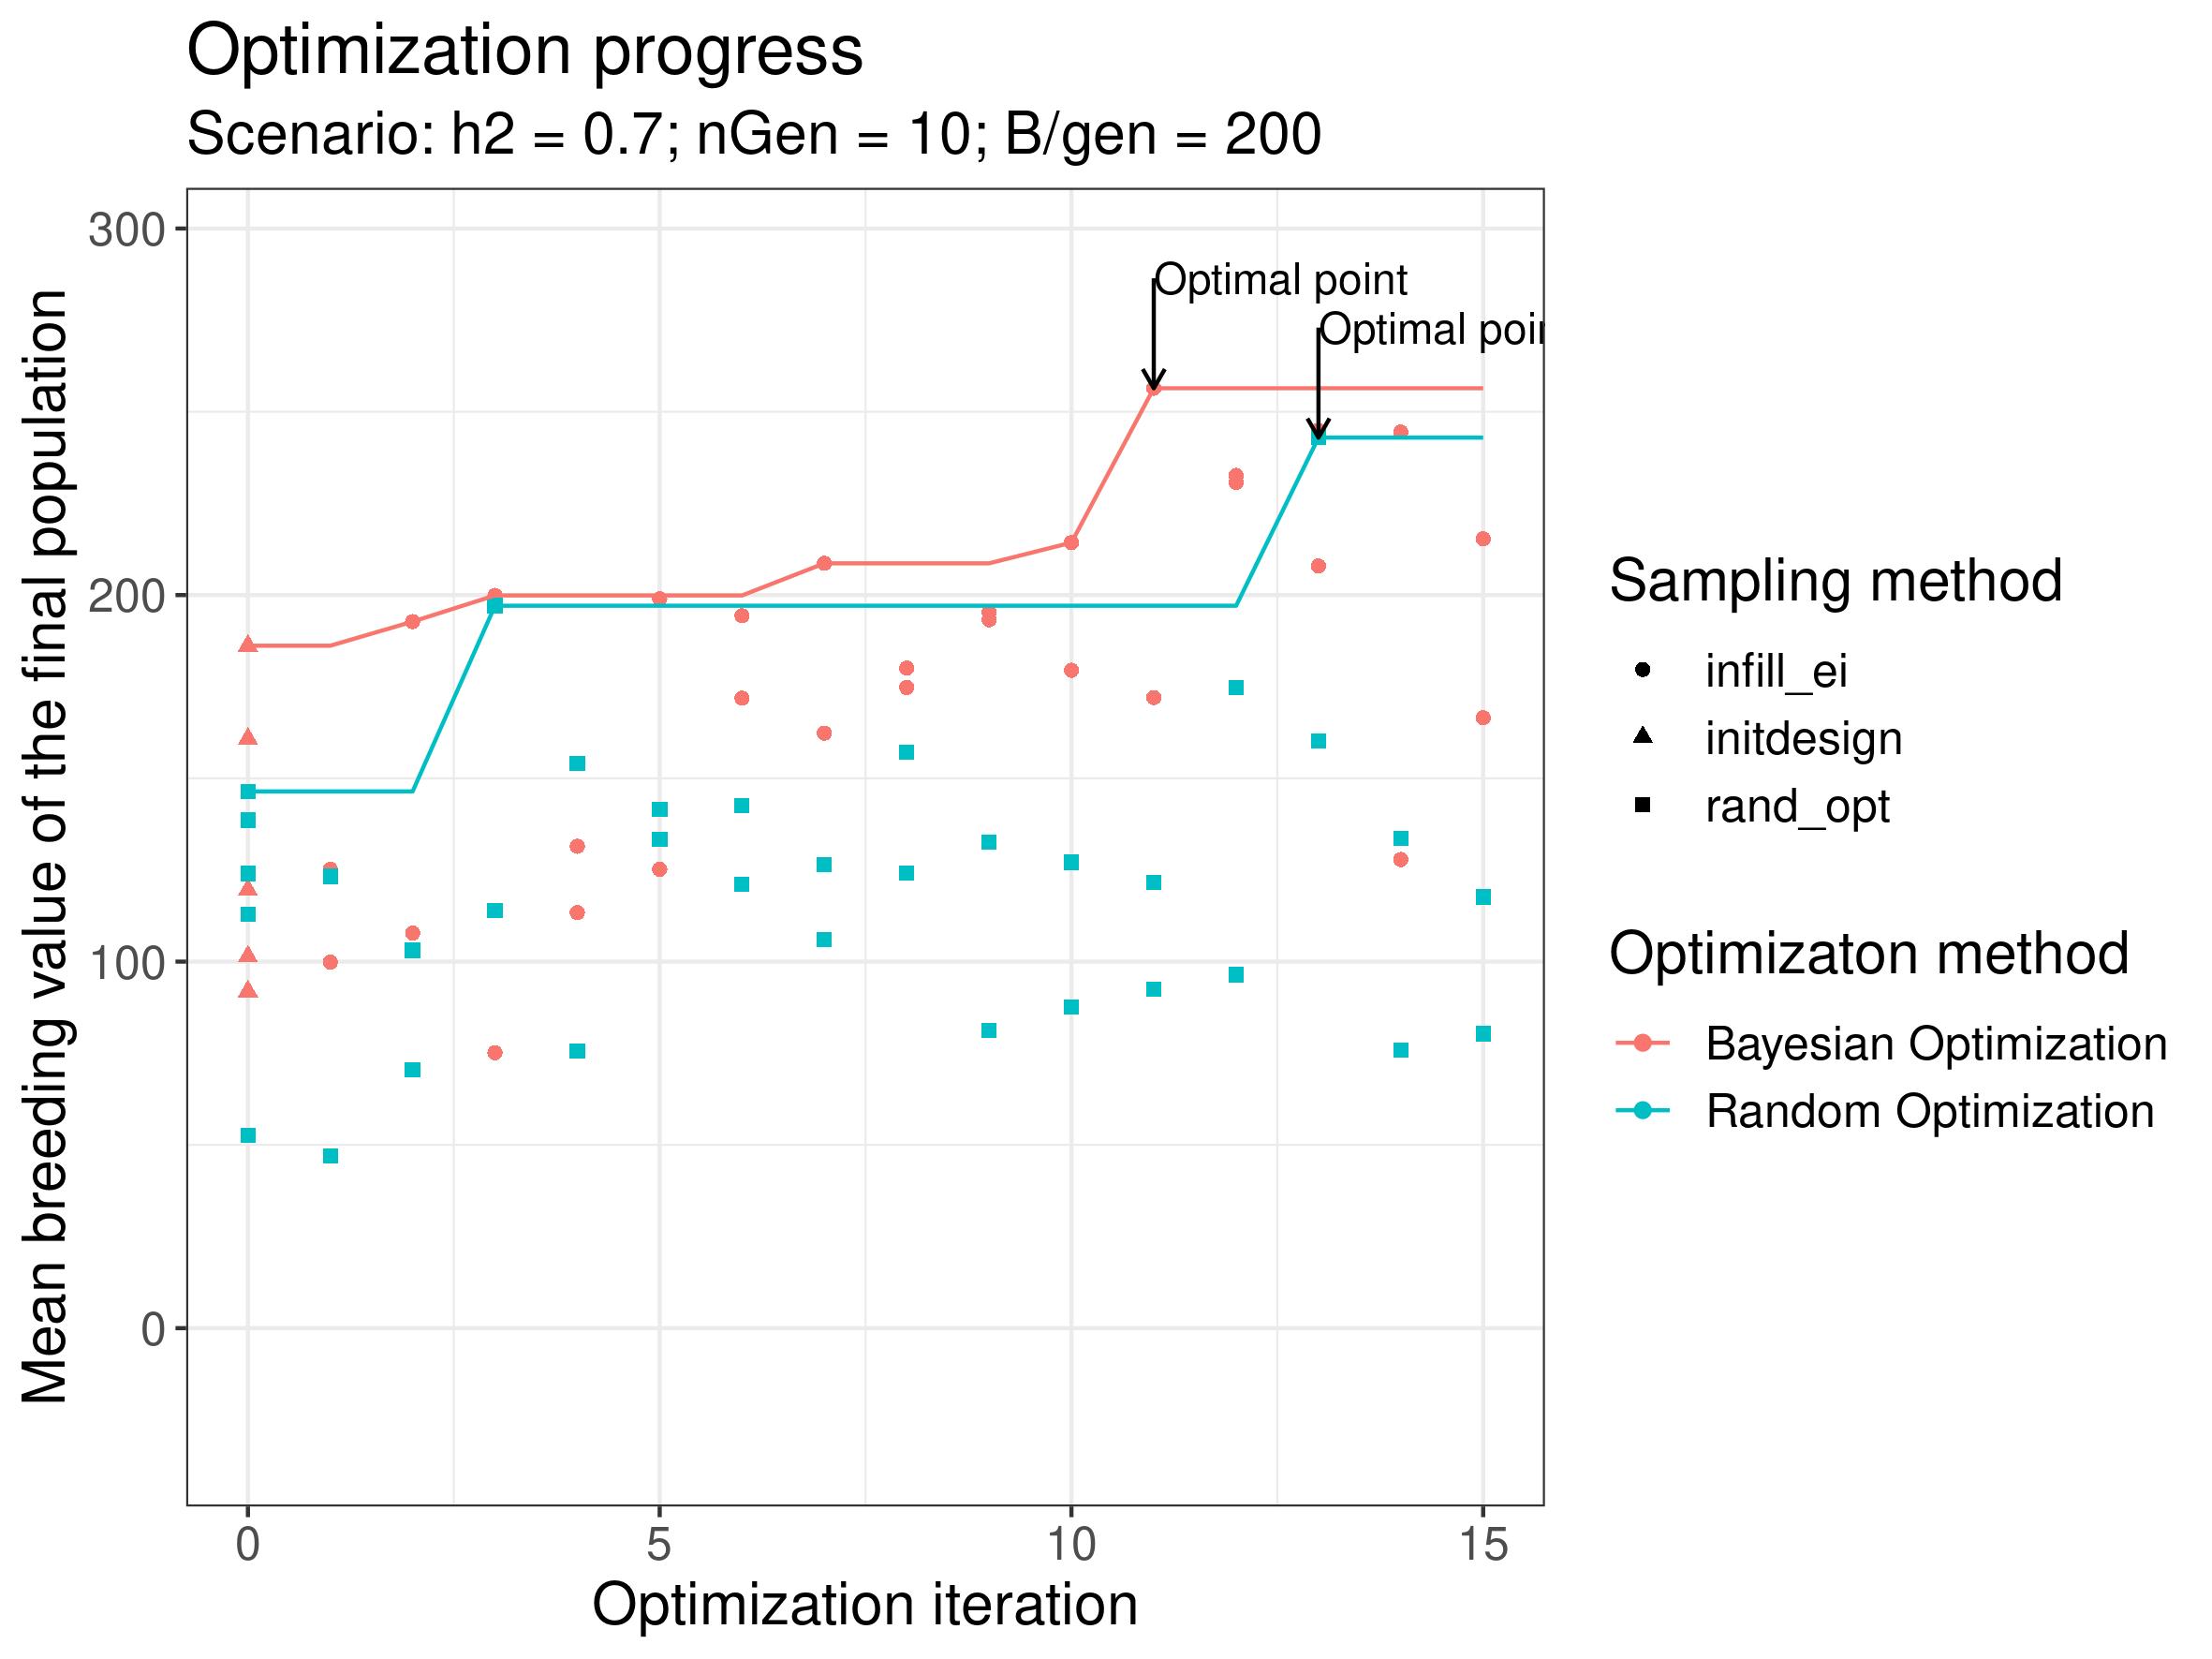 Optimization progress
Scenario: h2 = 0.7; nGen = 10; B/gen = 200
Mean breeding value of the final population
300
200
100
0
Optimal point
Optimal poin
0 5 10 15
Optimization iteration
Sampling method
infill_ei
initdesign
rand_opt
Optimizaton method
Bayesian Optimization
Random Optimization